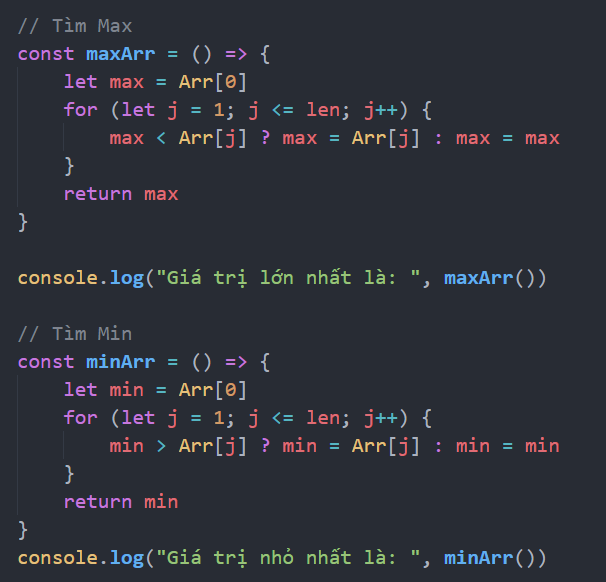 // Tìm Max
const maxArr = () => {
    let max = Arr[0]
    for (let j = 1; j <= len; j++) {
        max < Arr[j] ? max = Arr[j] : max = max
    }
    return max
}
console.log("Giá trị lớn nhất là: ", maxArr())
// Tìm Min
const minArr = () => {
    let min = Arr[0]
    for (let j = 1; j <= len; j++) {
        min > Arr[j] ? min = Arr[j] : min = min
    }
    return min
}
console.log("Giá trị nhỏ nhất là: ", minArr())